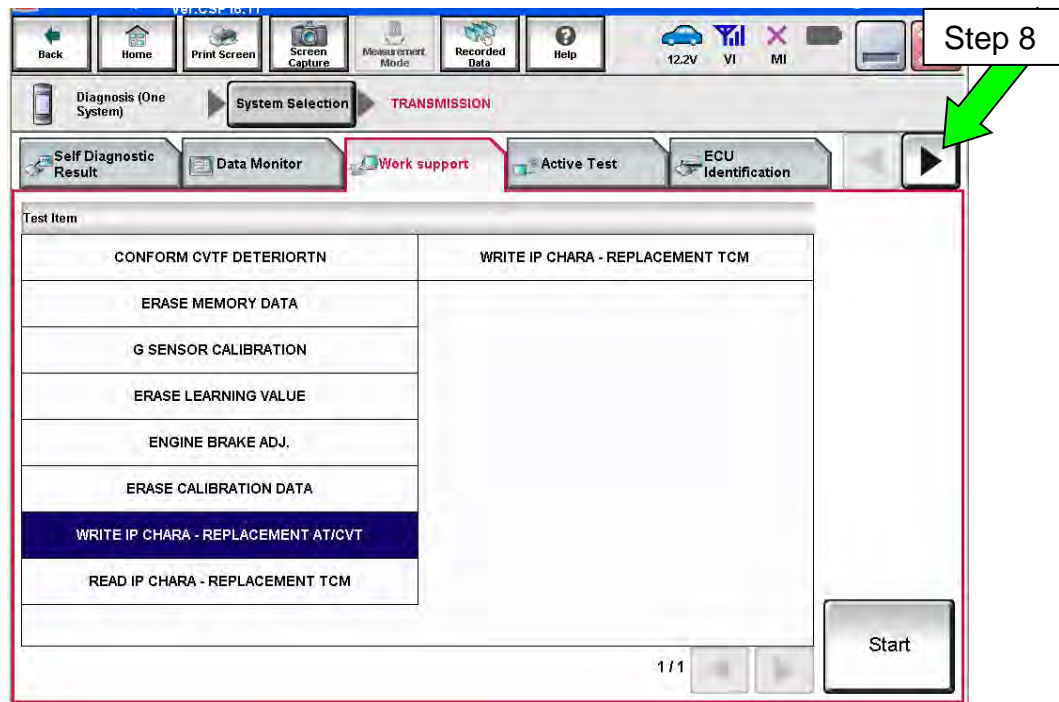 Step 8
Back
Home
Print Screen
Screen
Capture
Measurement
Mode
Recorded
Data
Help
12.2V
VI
MI
Diagnosis (One
System)
System Selection
TRANSMISSION
Self Diagnostic
Result
Data Monitor
Work support
Active Test
ECU
Identification
Test Item
CONFORM CVTF DETERIORTN
WRITE IP CHARA - REPLACEMENT TCM
ERASE MEMORY DATA
G SENSOR CALIBRATION
ERASE LEARNING VALUE
ENGINE BRAKE ADJ.
ERASE CALIBRATION DATA
WRITE IP CHARA - REPLACEMENT AT/CVT
READ IP CHARA - REPLACEMENT TCM
1/1
Start